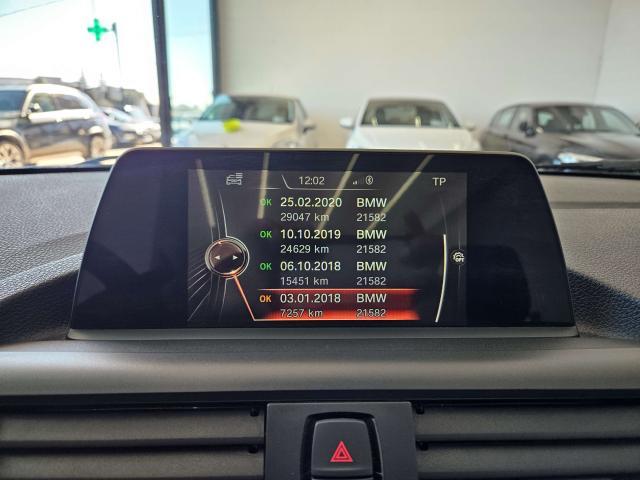 12:02 TP
OK 25.02.2020 BMW
29047 km 21582
OK 10.10.2019 BMW
24629 km 21582
OK 06.10.2018 BMW
15451 km 21582
OFF
OK 03.01.2018 BMW
7257 km 21582